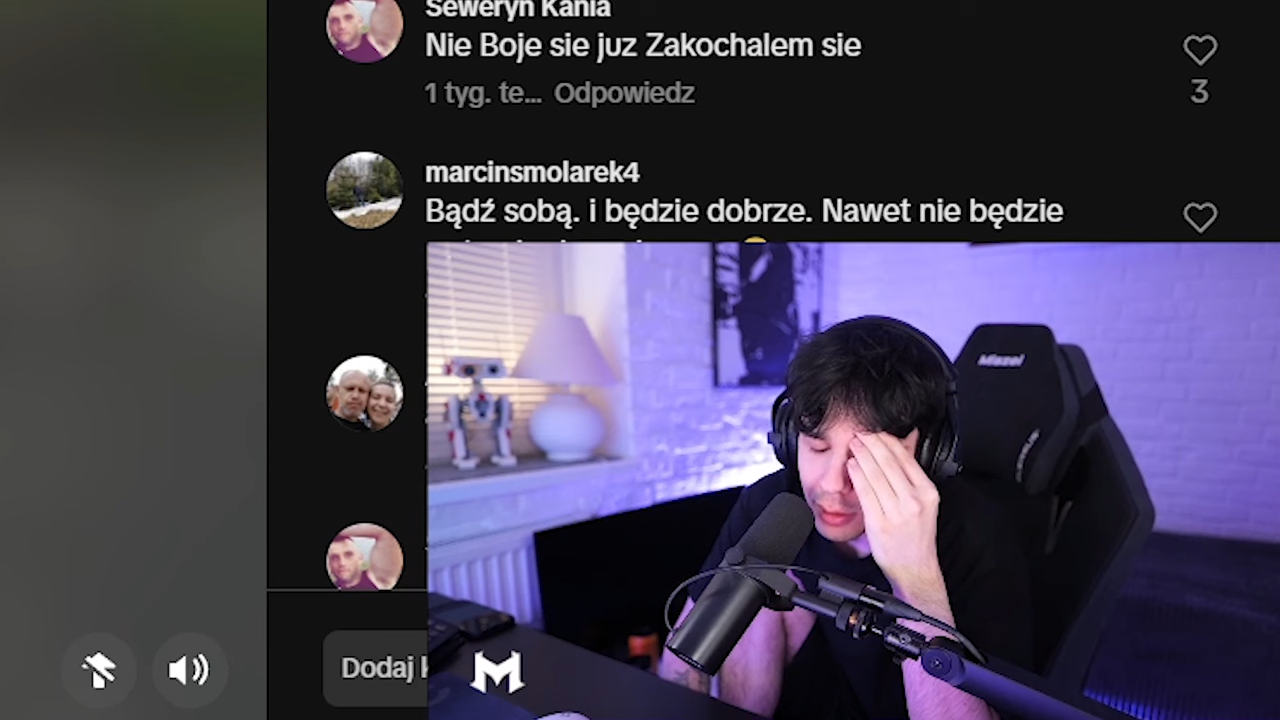 Seweryn Kania
Nie Boje sie juz Zakochalem sie
1 tyg. te... Odpowiedz
3
marcinsmolarek4
Bądź sobą. i będzie dobrze. Nawet nie będzie
Miazel
Dodaj